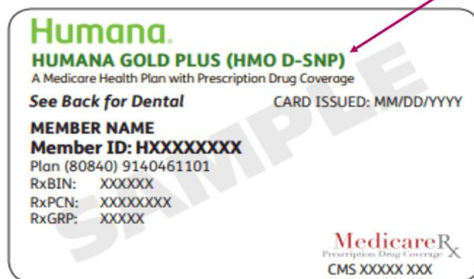 Humana.
HUMANA GOLD PLUS (HMO D-SNP)
A Medicare Health Plan with Prescription Drug Coverage
See Back for Dental CARD ISSUED: MM/DD/YYYY
MEMBER NAME
Member ID: HXXXXXXXX
Plan (80840) 9140461101
RxBIN: XXXXXX
RxPCN: XXXXXXXX
RxGRP: XXXXX
SAMPLE
MedicareRx
Prescription Drug Coverage
CMS XXXXX XXX